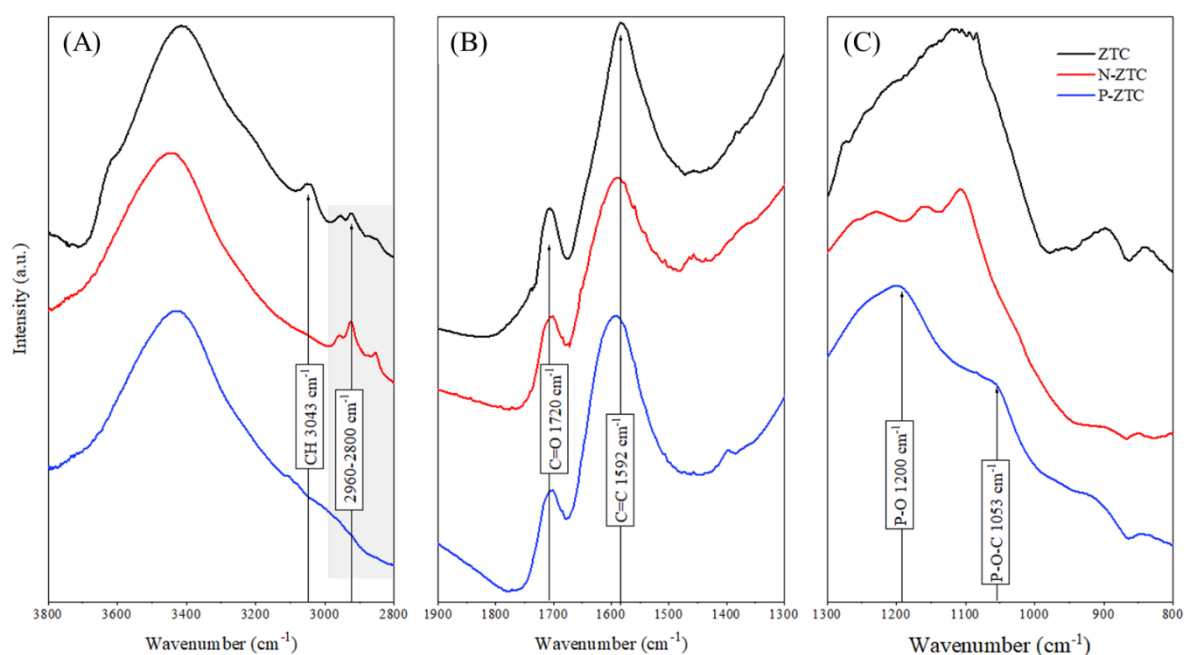 (A)
(B)
(C)
ZTC
N-ZTC
P-ZTC
Intensity (a.u.)
CH 3043 cm⁻¹
2960-2800 cm⁻¹
C=O 1720 cm⁻¹
C=C 1592 cm⁻¹
P-O 1200 cm⁻¹
P-O-C 1053 cm⁻¹
3800 3600 3400 3200 3000 2800
1900 1800 1700 1600 1500 1400 1300
1300 1200 1100 1000 900 800
Wavenumber (cm⁻¹)
Wavenumber (cm⁻¹)
Wavenumber (cm⁻¹)